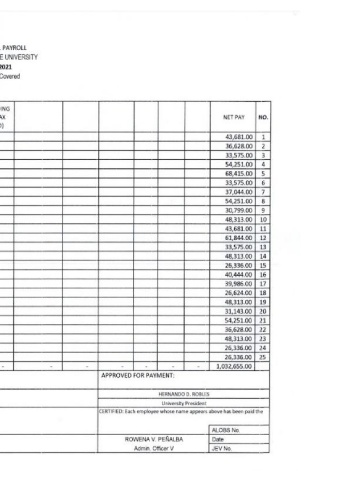 PAYROLL
E UNIVERSITY
2021
Covered
ING
AX
NET PAY NO.
43,681.00 1
36,628.00 2
33,575.00 3
54,251.00 4
68,415.00 5
33,575.00 6
37,044.00 7
54,251.00 8
30,799.00 9
48,313.00 10
43,681.00 11
61,844.00 12
33,575.00 13
48,313.00 14
26,336.00 15
40,444.00 16
39,986.00 17
26,624.00 18
48,313.00 19
31,143.00 20
54,251.00 21
36,628.00 22
48,313.00 23
26,336.00 24
26,336.00 25
- - - - - - 1,032,655.00
APPROVED FOR PAYMENT:
HERNANDO D. ROBLES
University President
CERTIFIED: Each employee whose name appears above has been paid the
ALOBS No.
ROWENA V. PEÑALBA Date
Admin. Officer V JEV No.